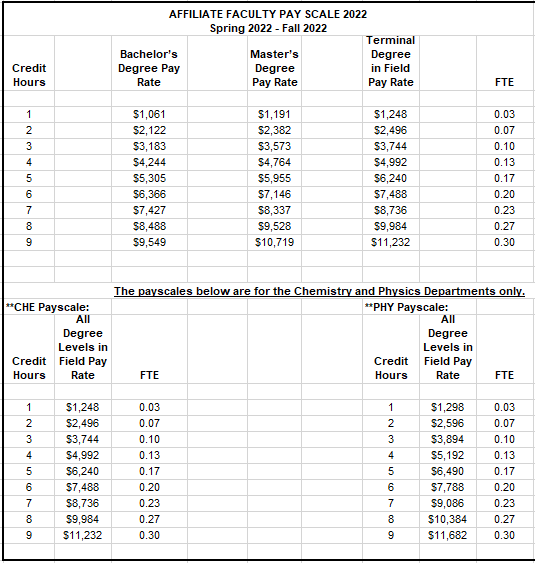 AFFILIATE FACULTY PAY SCALE 2022
Spring 2022 - Fall 2022
Credit Hours Bachelor's Degree Pay Rate Master's Degree Pay Rate Terminal Degree in Field Pay Rate FTE
1 $1,061 $1,191 $1,248 0.03
2 $2,122 $2,382 $2,496 0.07
3 $3,183 $3,573 $3,744 0.10
4 $4,244 $4,764 $4,992 0.13
5 $5,305 $5,955 $6,240 0.17
6 $6,366 $7,146 $7,488 0.20
7 $7,427 $8,337 $8,736 0.23
8 $8,488 $9,528 $9,984 0.27
9 $9,549 $10,719 $11,232 0.30
The payscales below are for the Chemistry and Physics Departments only.
**CHE Payscale: **PHY Payscale:
Credit Hours All Degree Levels in Field Pay Rate FTE Credit Hours All Degree Levels in Field Pay Rate FTE
1 $1,248 0.03 1 $1,298 0.03
2 $2,496 0.07 2 $2,596 0.07
3 $3,744 0.10 3 $3,894 0.10
4 $4,992 0.13 4 $5,192 0.13
5 $6,240 0.17 5 $6,490 0.17
6 $7,488 0.20 6 $7,788 0.20
7 $8,736 0.23 7 $9,086 0.23
8 $9,984 0.27 8 $10,384 0.27
9 $11,232 0.30 9 $11,682 0.30